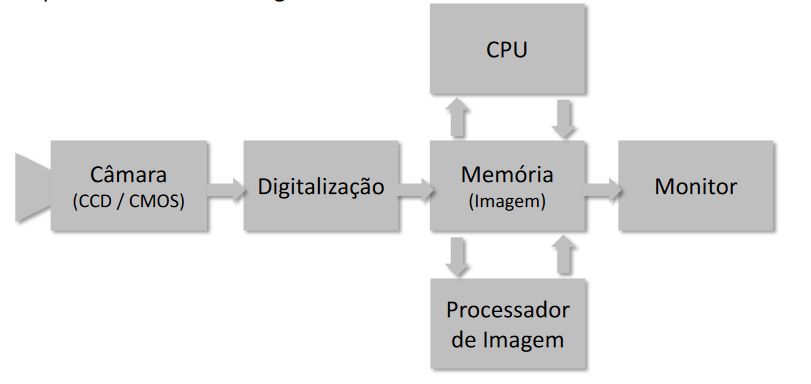 CPU
Câmara
(CCD / CMOS)
Digitalização
Memória
(Imagem)
Monitor
Processador
de Imagem